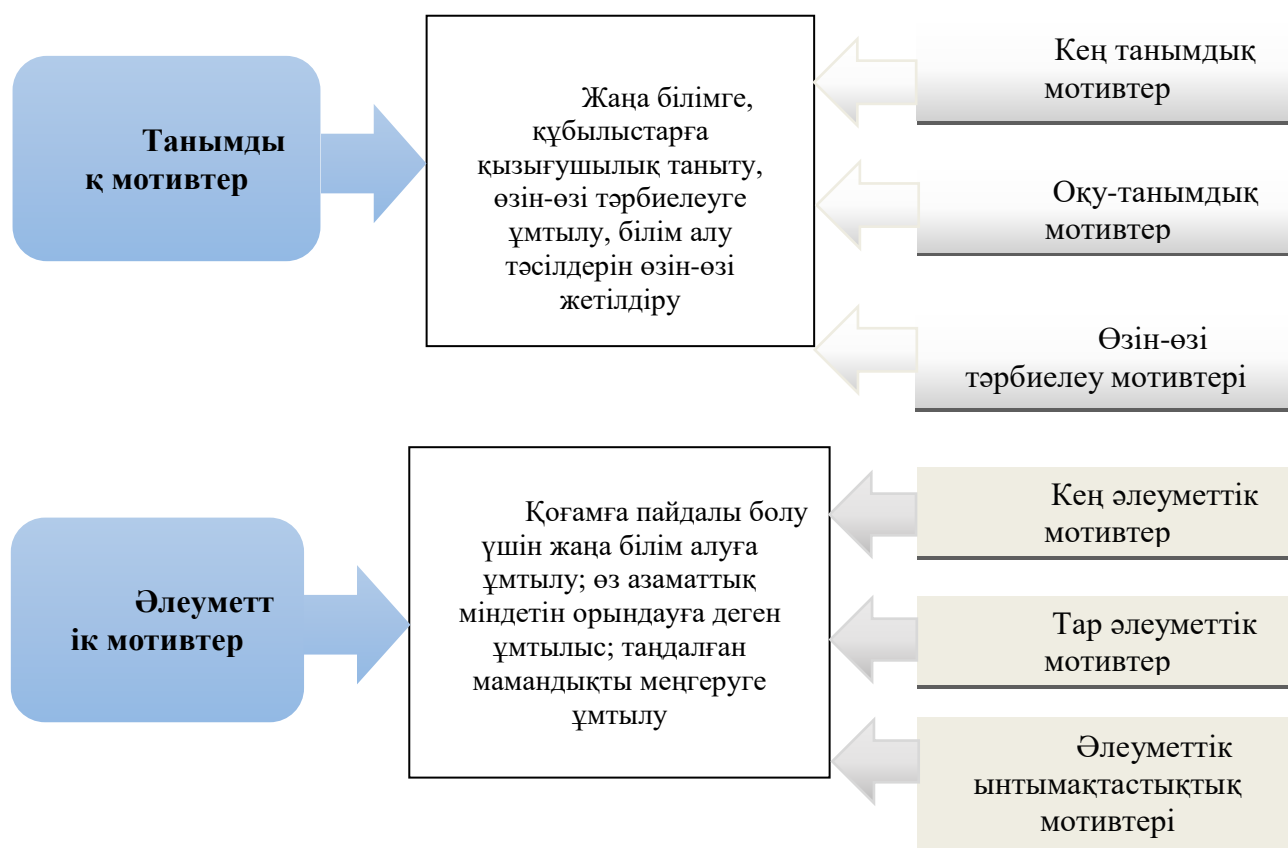 Танымды
қ мотивтер
Жаңа білімге,
құбылыстарға
қызығушылық таныту,
өзін-өзі тәрбиелеуге
ұмтылу, білім алу
тәсілдерін өзін-өзі
жетілдіру
Кең танымдық
мотивтер
Оқу-танымдық
мотивтер
Өзін-өзі
тәрбиелеу мотивтері
Әлеуметт
ік мотивтер
Қоғамға пайдалы болу
үшін жаңа білім алуға
ұмтылу; өз азаматтық
міндетін орындауға деген
ұмтылыс; таңдалған
мамандықты меңгеруге
ұмтылу
Кең әлеуметтік
мотивтер
Тар әлеуметтік
мотивтер
Әлеуметтік
ынтымақтастықтық
мотивтері